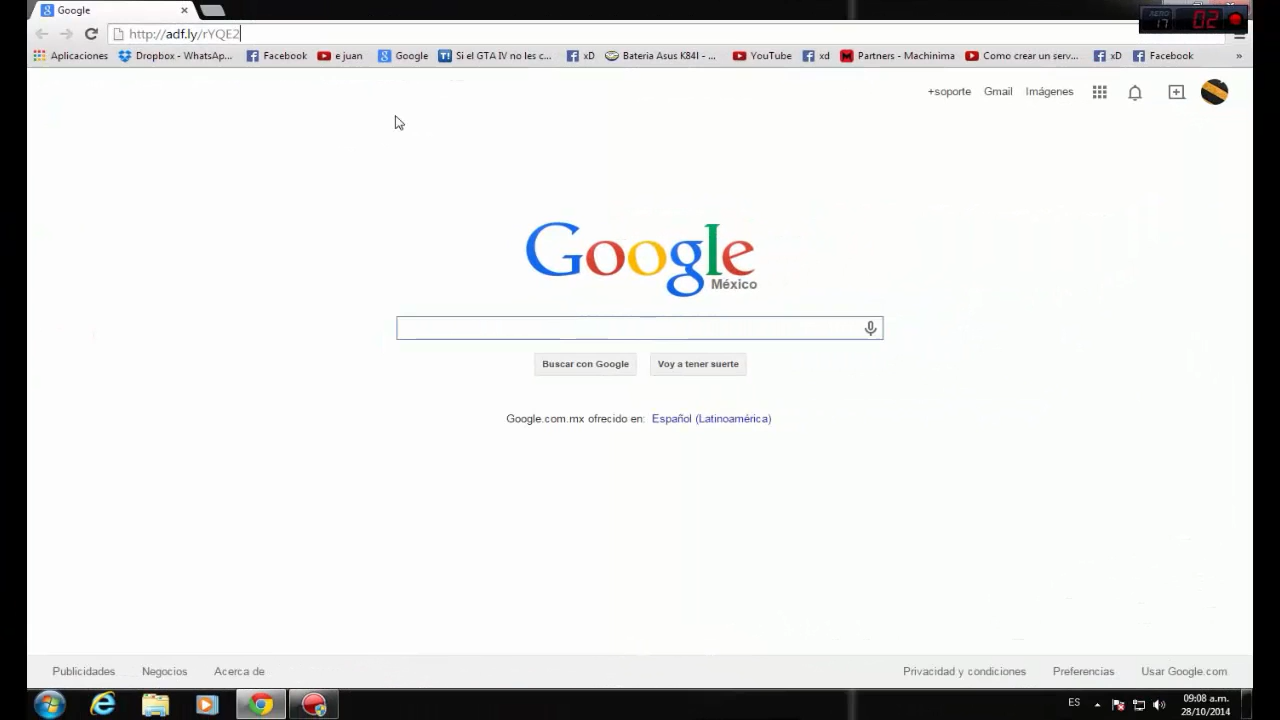 Google
AERO
17
02
http://adf.ly/rYQE2
Aplicaciones Dropbox - WhatsAp... Facebook e juan Google Si el GTA IV no les c... xD Bateria Asus K84l - ... YouTube xd Partners - Machinima Como crear un serv... xD Facebook »
+soporte Gmail Imágenes
Google
México
Buscar con Google Voy a tener suerte
Google.com.mx ofrecido en: Español (Latinoamérica)
Publicidades Negocios Acerca de Privacidad y condiciones Preferencias Usar Google.com
ES 09:08 a.m.
28/10/2014